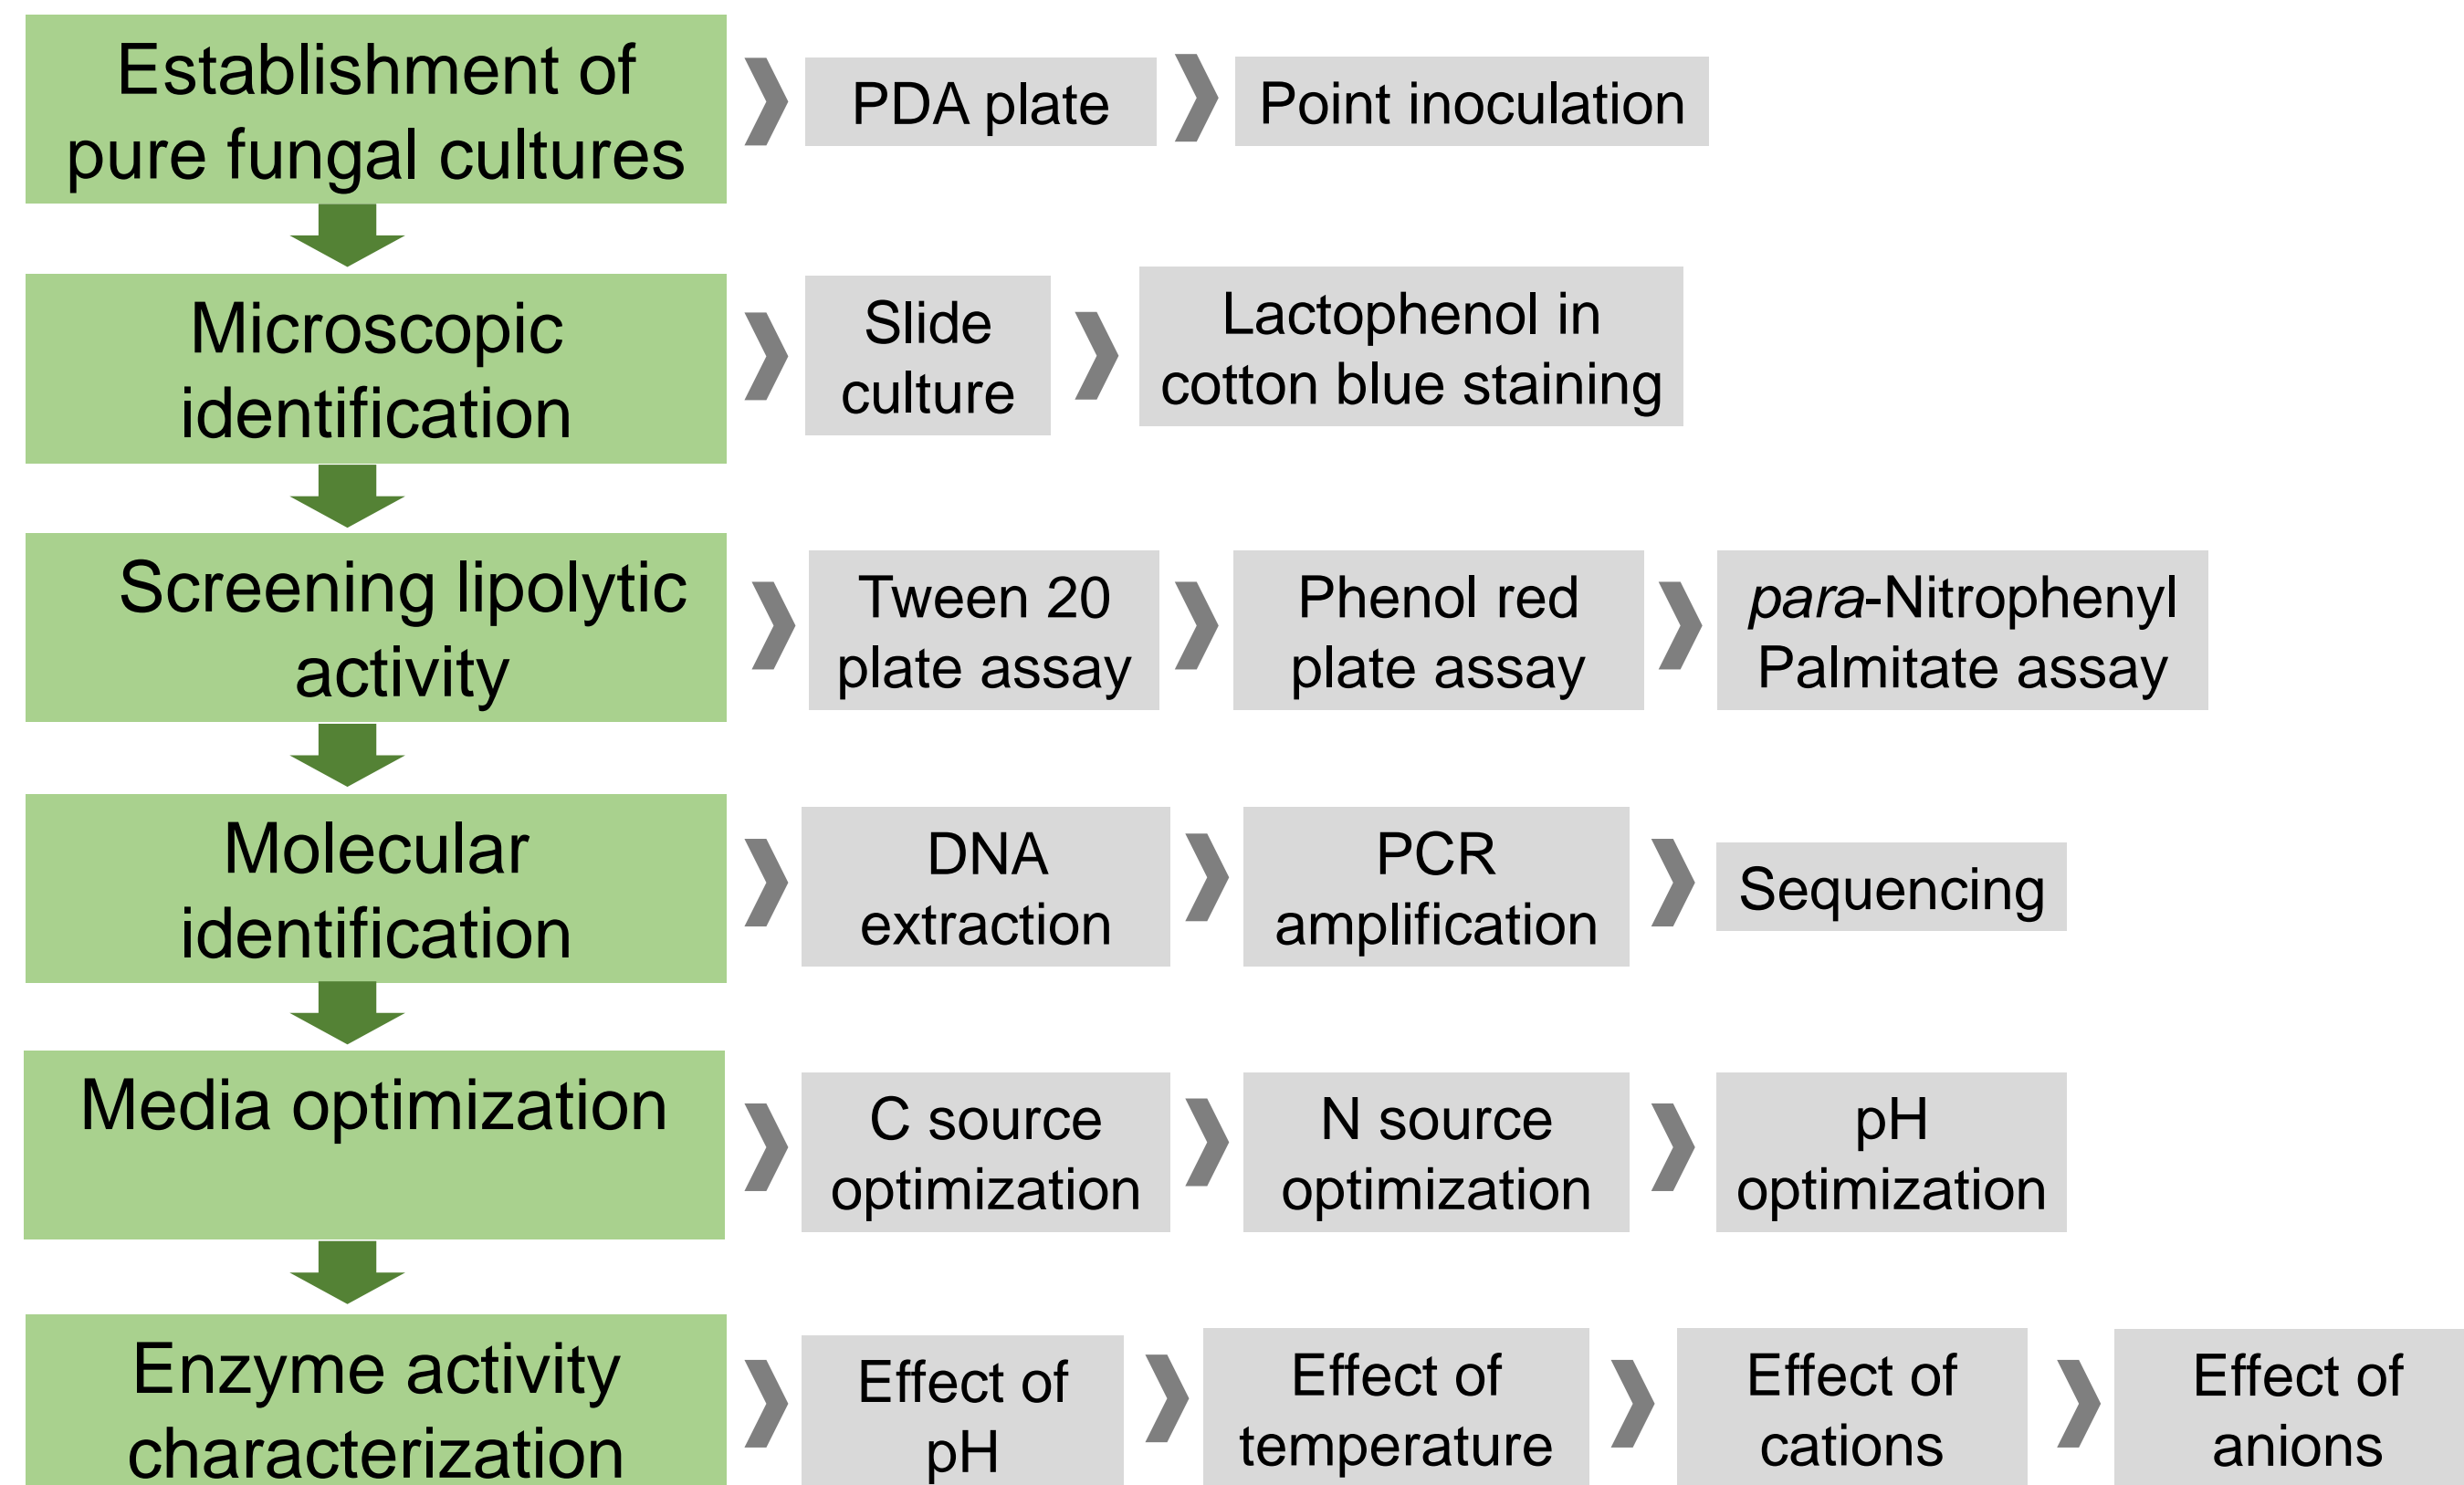 Establishment of
pure fungal cultures
PDA plate
Point inoculation
Microscopic
identification
Slide
culture
Lactophenol in
cotton blue staining
Screening lipolytic
activity
Tween 20
plate assay
Phenol red
plate assay
para-Nitrophenyl
Palmitate assay
Molecular
identification
DNA
extraction
PCR
amplification
Sequencing
Media optimization
C source
optimization
N source
optimization
pH
optimization
Enzyme activity
characterization
Effect of
pH
Effect of
temperature
Effect of
cations
Effect of
anions